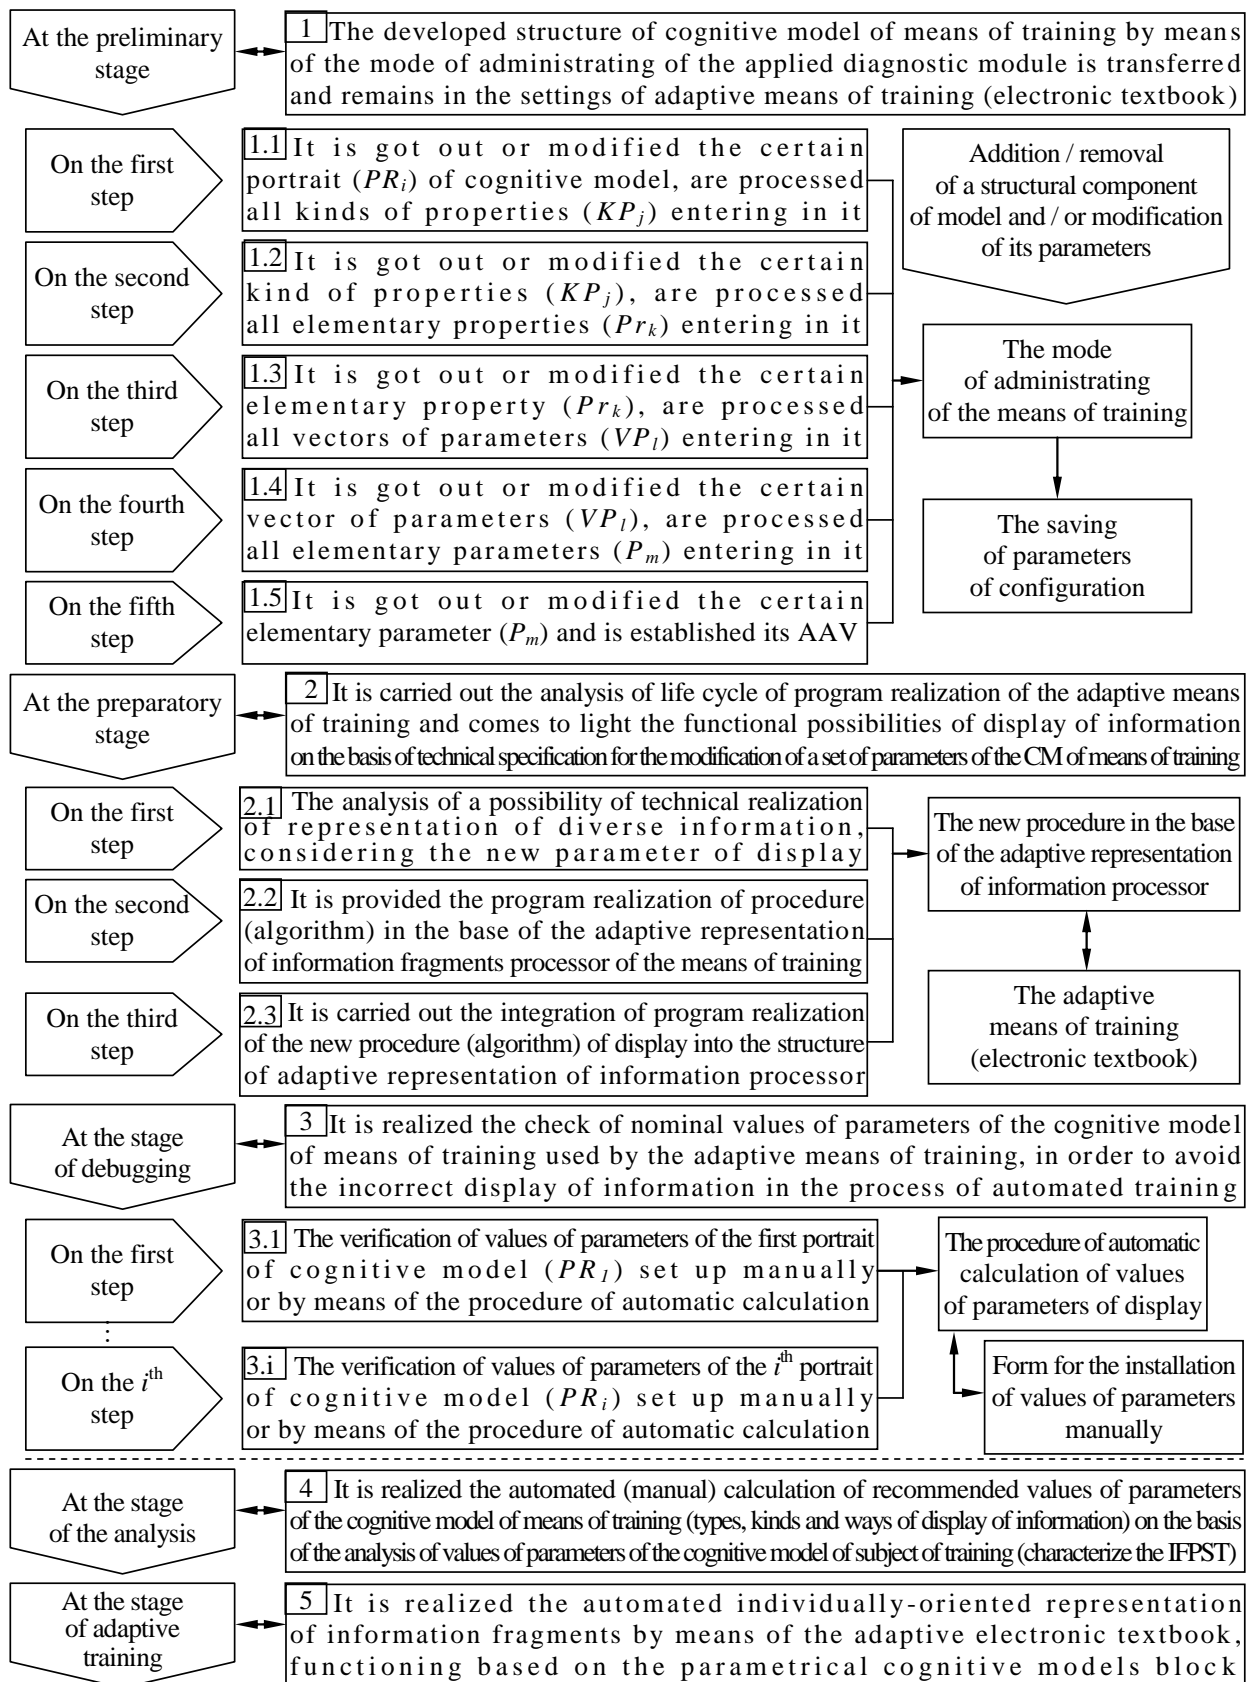 At the preliminary
stage
1 The developed structure of cognitive model of means of training by means
of the mode of administrating of the applied diagnostic module is transferred
and remains in the settings of adaptive means of training (electronic textbook)
On the first
step
1.1 It is got out or modified the certain
portrait (PRi) of cognitive model, are processed
all kinds of properties (KPj) entering in it
On the second
step
1.2 It is got out or modified the certain
kind of properties (KPj), are processed
all elementary properties (Prk) entering in it
On the third
step
1.3 It is got out or modified the certain
elementary property (Prk), are processed
all vectors of parameters (VPl) entering in it
On the fourth
step
1.4 It is got out or modified the certain
vector of parameters (VPl), are processed
all elementary parameters (Pm) entering in it
On the fifth
step
1.5 It is got out or modified the certain
elementary parameter (Pm) and is established its AAV
Addition / removal
of a structural component
of model and / or modification
of its parameters
The mode
of administrating
of the means of training
The saving
of parameters
of configuration
At the preparatory
stage
2 It is carried out the analysis of life cycle of program realization of the adaptive means
of training and comes to light the functional possibilities of display of information
on the basis of technical specification for the modification of a set of parameters of the CM of means of training
On the first
step
2.1 The analysis of a possibility of technical realization
of representation of diverse information,
considering the new parameter of display
On the second
step
2.2 It is provided the program realization of procedure
(algorithm) in the base of the adaptive representation
of information fragments processor of the means of training
On the third
step
2.3 It is carried out the integration of program realization
of the new procedure (algorithm) of display into the structure
of adaptive representation of information processor
The new procedure in the base
of the adaptive representation
of information processor
The adaptive
means of training
(electronic textbook)
At the stage
of debugging
3 It is realized the check of nominal values of parameters of the cognitive model
of means of training used by the adaptive means of training, in order to avoid
the incorrect display of information in the process of automated training
On the first
step
3.1 The verification of values of parameters of the first portrait
of cognitive model (PR1) set up manually
or by means of the procedure of automatic calculation
⋮
On the ith
step
3.i The verification of values of parameters of the ith portrait
of cognitive model (PRi) set up manually
or by means of the procedure of automatic calculation
The procedure of automatic
calculation of values
of parameters of display
Form for the installation
of values of parameters
manually
At the stage
of the analysis
4 It is realized the automated (manual) calculation of recommended values of parameters
of the cognitive model of means of training (types, kinds and ways of display of information) on the basis
of the analysis of values of parameters of the cognitive model of subject of training (characterize the IFPST)
At the stage
of adaptive
training
5 It is realized the automated individually-oriented representation
of information fragments by means of the adaptive electronic textbook,
functioning based on the parametrical cognitive models block